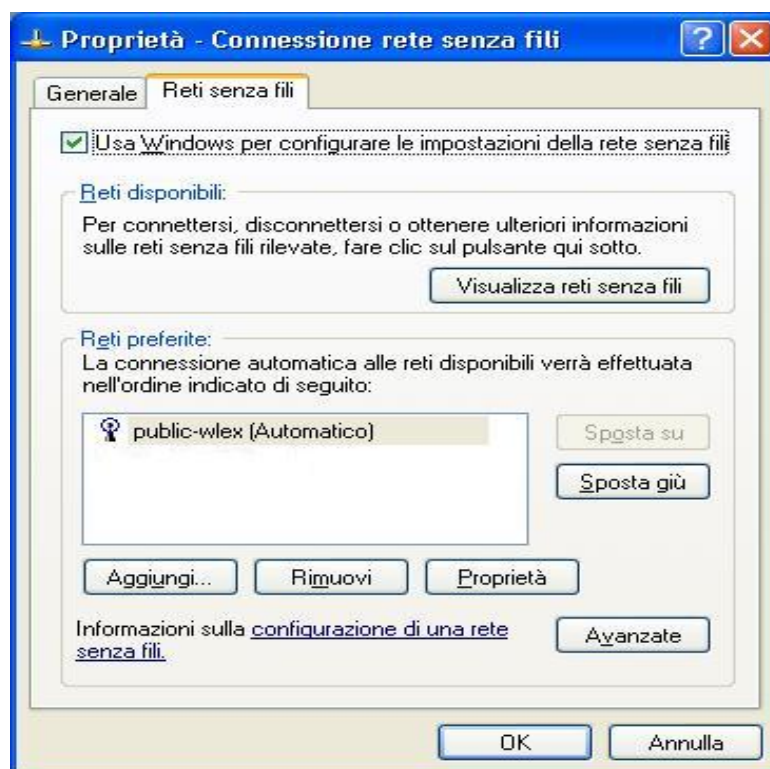 Proprietà - Connessione rete senza fili
Generale
Reti senza fili
Usa Windows per configurare le impostazioni della rete senza fili
Reti disponibili:
Per connettersi, disconnettersi o ottenere ulteriori informazioni
sulle reti senza fili rilevate, fare clic sul pulsante qui sotto.
Visualizza reti senza fili
Reti preferite:
La connessione automatica alle reti disponibili verrà effettuata
nell'ordine indicato di seguito:
public-wlex (Automatico)
Sposta su
Sposta giù
Aggiungi...
Rimuovi
Proprietà
Informazioni sulla configurazione di una rete
senza fili.
Avanzate
OK
Annulla